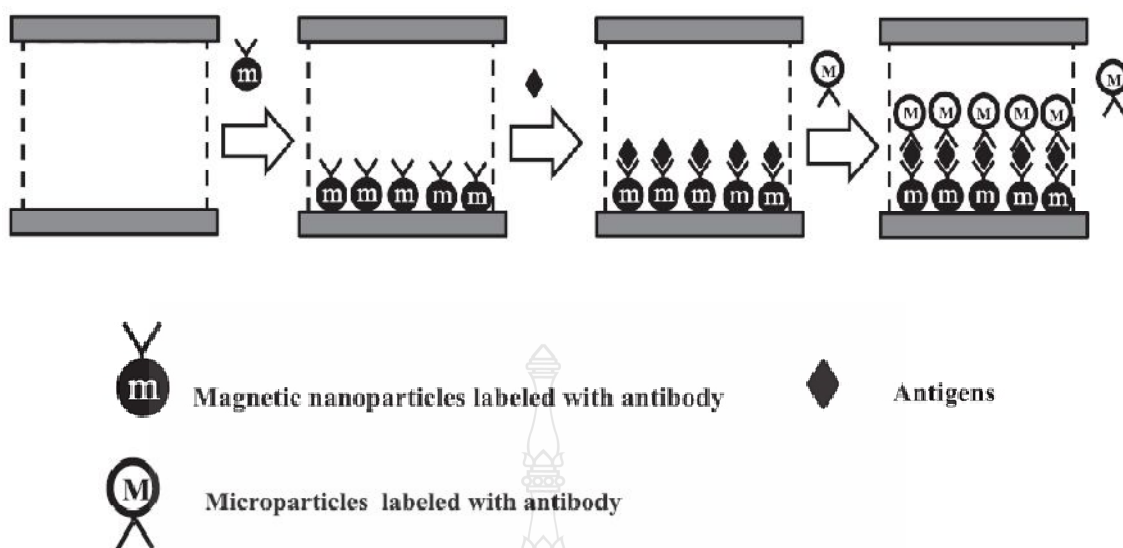 m
m m m m m
m m m m m
M
M M M M M
M
m m m m m
m
Magnetic nanoparticles labeled with antibody
Antigens
M
Microparticles labeled with antibody